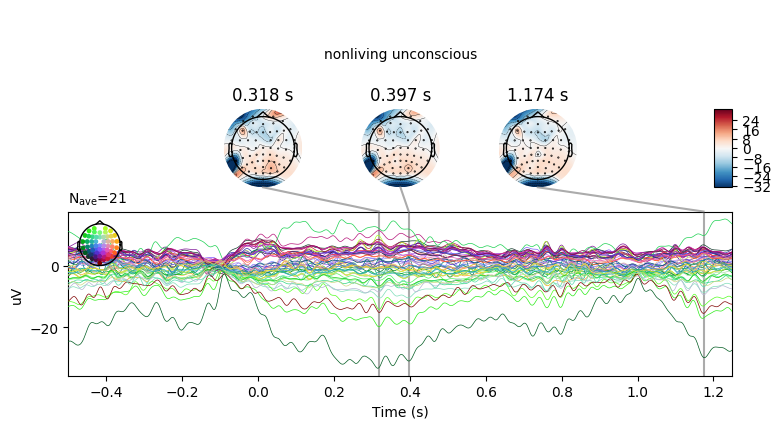 nonliving unconscious
0.318 s 0.397 s 1.174 s
24
16
8
0
−8
−16
−24
−32
Nave=21
0
−20
uV
−0.4 −0.2 0.0 0.2 0.4 0.6 0.8 1.0 1.2
Time (s)